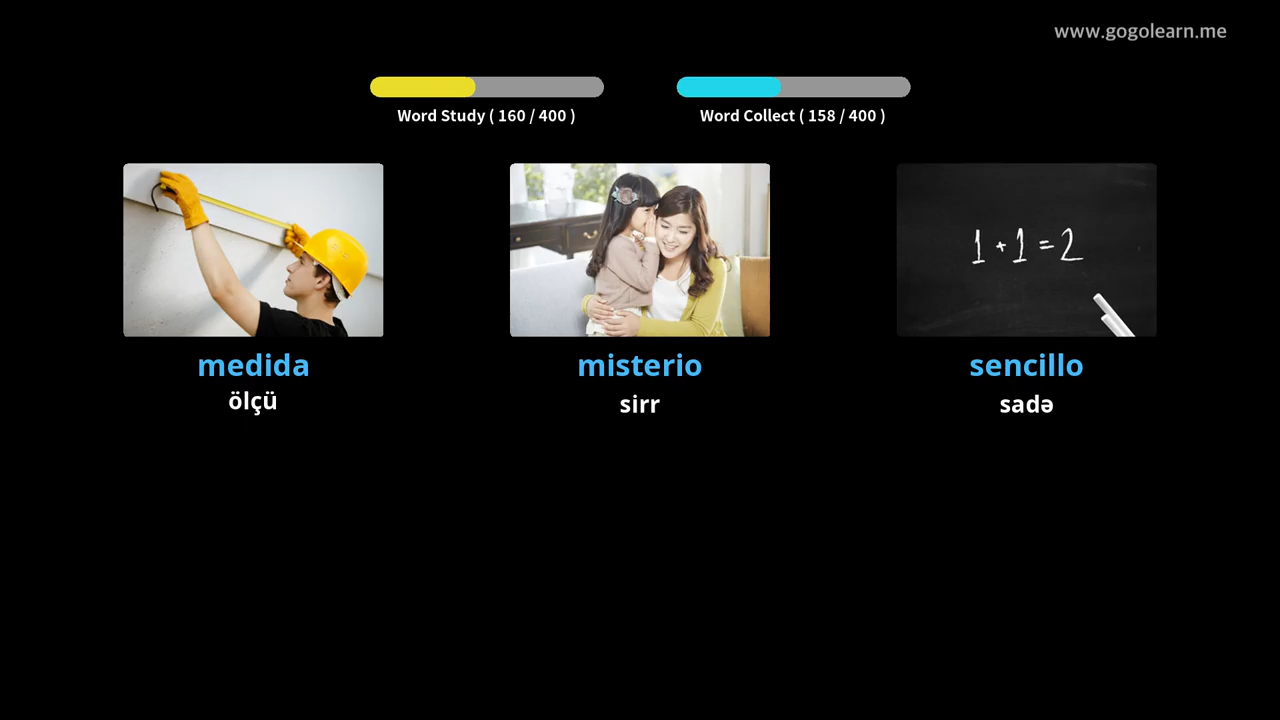 www.gogolearn.me
Word Study ( 160 / 400 )
Word Collect ( 158 / 400 )
1 + 1 = 2
medida
ölçü
misterio
sirr
sencillo
sadə